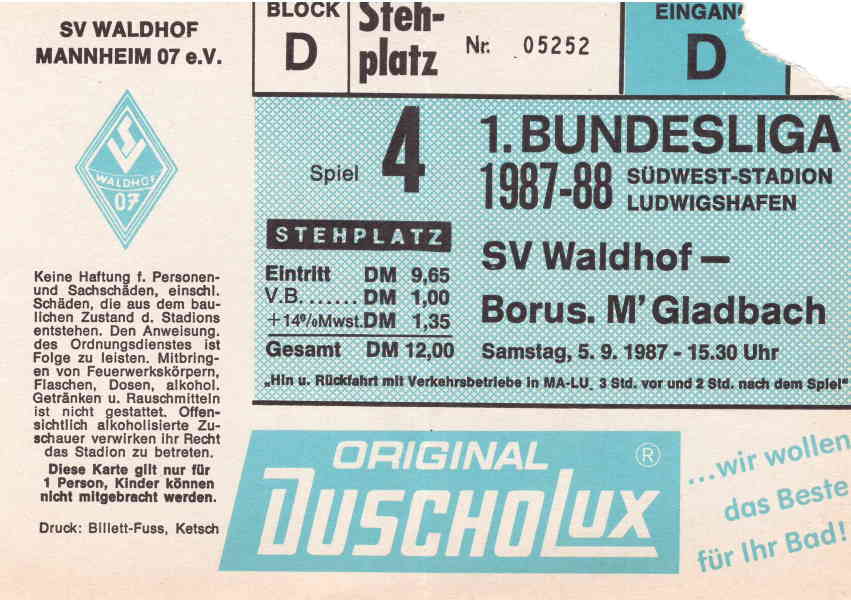 SV WALDHOF
MANNHEIM 07 e.V.
SV
WALDHOF
07
Keine Haftung f. Personen-
und Sachschäden, einschl.
Schäden, die aus dem bau-
lichen Zustand d. Stadions
entstehen. Den Anweisung.
des Ordnungsdienstes ist
Folge zu leisten. Mitbring-
en von Feuerwerkskörpern,
Flaschen, Dosen, alkohol.
Getränken u. Rauschmitteln
ist nicht gestattet. Offen-
sichtlich alkoholisierte Zu-
schauer verwirken ihr Recht
das Stadion zu betreten.
Diese Karte gilt nur für
1 Person, Kinder können
nicht mitgebracht werden.
Druck: Billett-Fuss, Ketsch
BLOCK
D
Steh-
platz
Nr. 05252
EINGAN
D
Spiel 4
1. BUNDESLIGA
1987-88 SÜDWEST-STADION
LUDWIGSHAFEN
STEHPLATZ
Eintritt DM 9,65
V.B. ....... DM 1,00
+14%Mwst. DM 1,35
Gesamt DM 12,00
SV Waldhof —
Borus. M'Gladbach
Samstag, 5. 9. 1987 - 15.30 Uhr
„Hin u. Rückfahrt mit Verkehrsbetriebe in MA-LU. 3 Std. vor und 2 Std. nach dem Spiel"
ORIGINAL ®
DUSCHOLUX
...wir wollen
das Beste
für Ihr Bad!